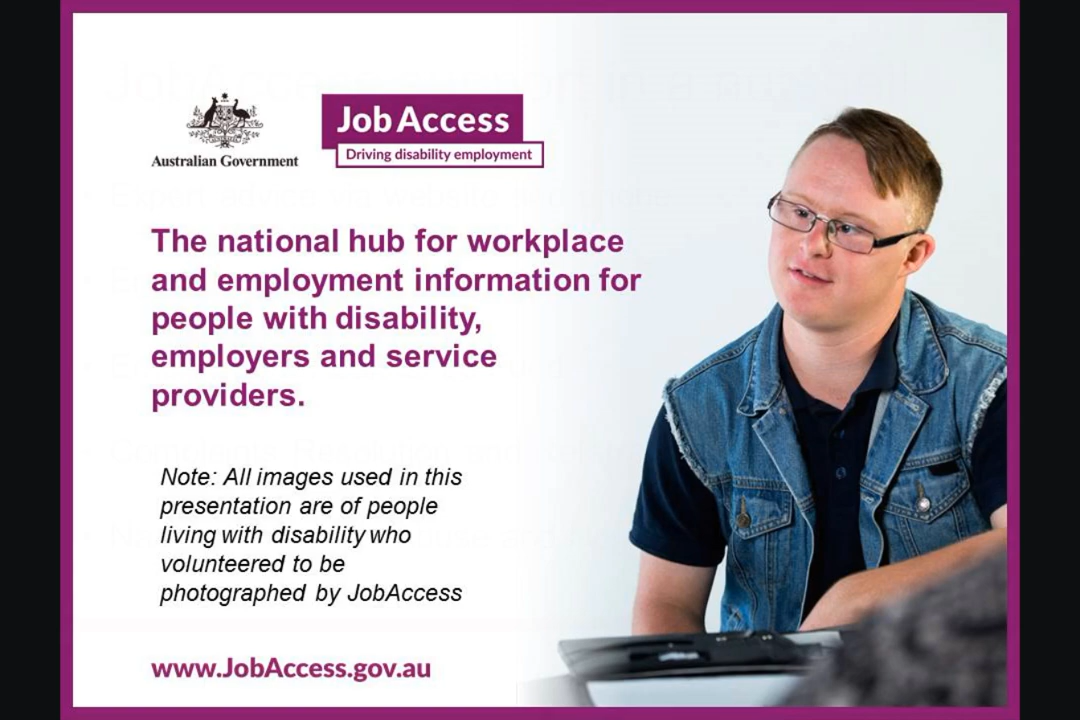 Australian Government
JobAccess
Driving disability employment
The national hub for workplace
and employment information for
people with disability,
employers and service
providers.
Note: All images used in this
presentation are of people
living with disability who
volunteered to be
photographed by JobAccess
www.JobAccess.gov.au